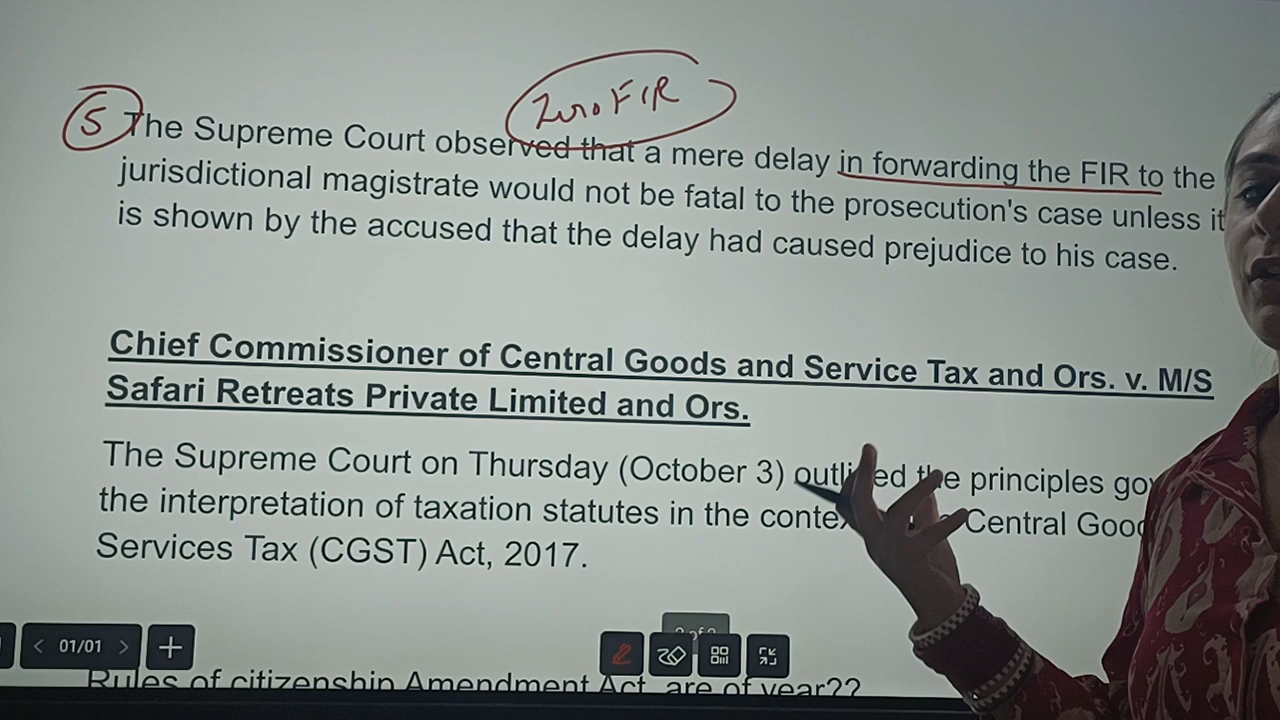 Zero FIR
5 The Supreme Court observed that a mere delay in forwarding the FIR to the
jurisdictional magistrate would not be fatal to the prosecution's case unless it
is shown by the accused that the delay had caused prejudice to his case.
Chief Commissioner of Central Goods and Service Tax and Ors. v. M/S
Safari Retreats Private Limited and Ors.
The Supreme Court on Thursday (October 3) outlined the principles
the interpretation of taxation statutes in the Central
Services Tax (CGST) Act, 2017.
01/01
Rules of citizenship Amendment Act are of year??